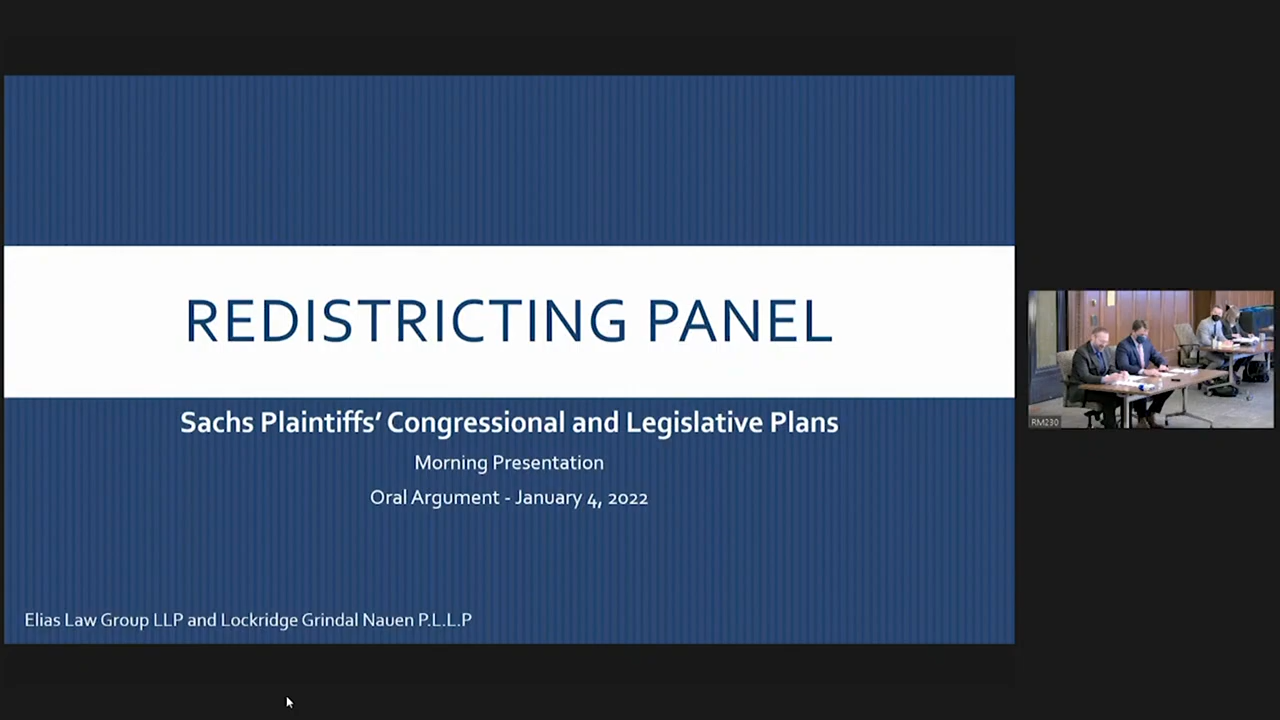 REDISTRICTING PANEL
Sachs Plaintiffs' Congressional and Legislative Plans
Morning Presentation
Oral Argument - January 4, 2022
Elias Law Group LLP and Lockridge Grindal Nauen P.L.L.P
RM230